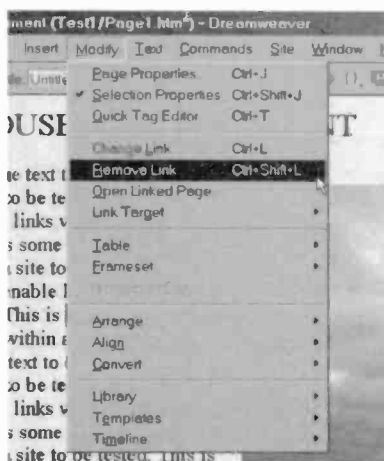 ment (Test1/Page1.htm*) - Dreamweaver
Insert Modify Text Commands Site Window
Page Properties Ctrl+J
✓ Selection Properties Ctrl+Shift+J
Quick Tag Editor Ctrl+T
Change Link Ctrl+L
Remove Link Ctrl+Shift+L
Open Linked Page
Link Target
Table
Frameset
Arrange
Align
Convert
Library
Templates
Timeline
OUSE NT
e text t
to be te
links v
s some
site to
nable l
This is
within a
text to
to be te
links v
s some
site to be tested. This is